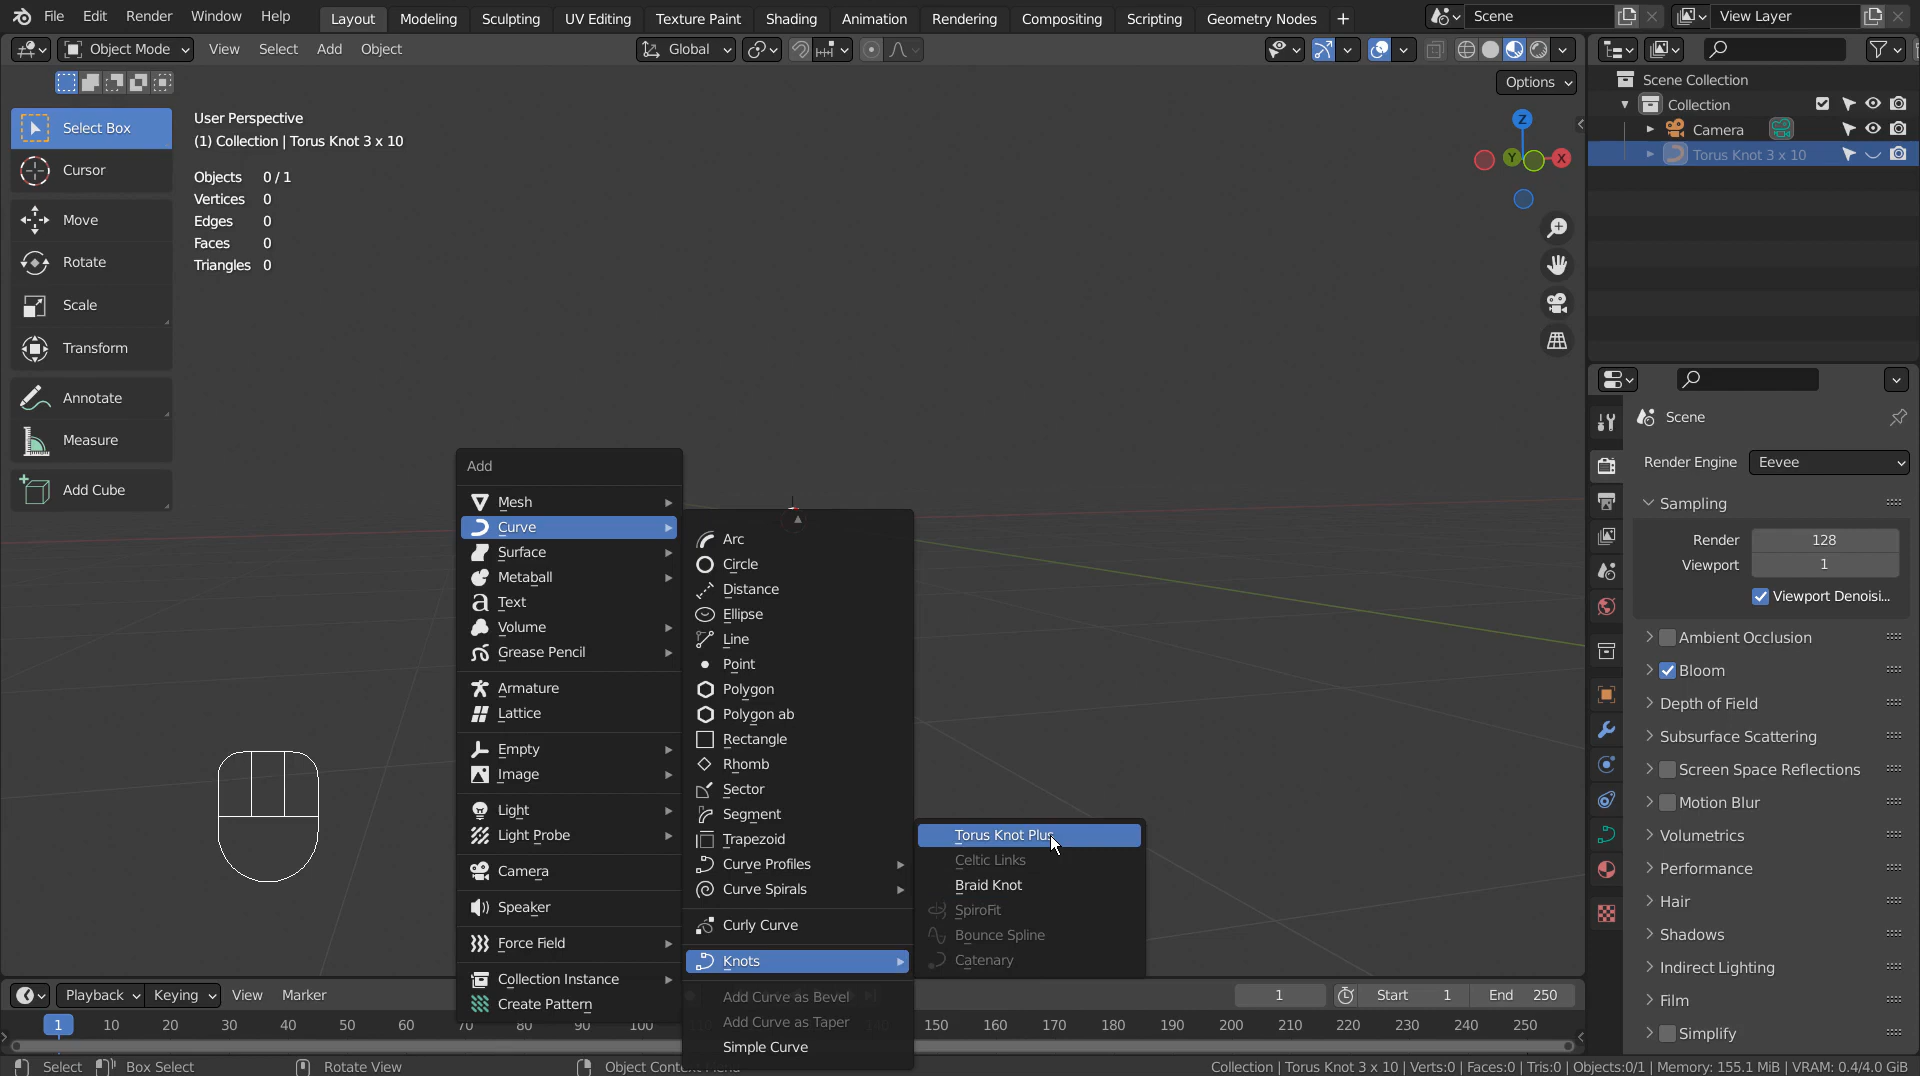 File Edit Render Window Help Layout Modeling Sculpting UV Editing Texture Paint Shading Animation Rendering Compositing Scripting Geometry Nodes + Scene View Layer
Object Mode View Select Add Object Global
Options
Select Box
Cursor
Move
Rotate
Scale
Transform
Annotate
Measure
Add Cube
User Perspective
(1) Collection | Torus Knot 3 x 10
Objects 0 / 1
Vertices 0
Edges 0
Faces 0
Triangles 0
Z
Y
X
Add
Mesh
Curve
Surface
Metaball
Text
Volume
Grease Pencil
Armature
Lattice
Empty
Image
Light
Light Probe
Camera
Speaker
Force Field
Collection Instance
Create Pattern
Arc
Circle
Distance
Ellipse
Line
Point
Polygon
Polygon ab
Rectangle
Rhomb
Sector
Segment
Trapezoid
Curve Profiles
Curve Spirals
Curly Curve
Knots
Add Curve as Bevel
Add Curve as Taper
Simple Curve
Torus Knot Plus
Celtic Links
Braid Knot
SpiroFit
Bounce Spline
Catenary
Scene Collection
Collection
Camera
Torus Knot 3 x 10
Scene
Render Engine Eevee
Sampling
Render 128
Viewport 1
Viewport Denoisi...
Ambient Occlusion
Bloom
Depth of Field
Subsurface Scattering
Screen Space Reflections
Motion Blur
Volumetrics
Performance
Hair
Shadows
Indirect Lighting
Film
Simplify
Playback Keying View Marker 1 Start 1 End 250
1 10 20 30 40 50 60 70 80 90 100 150 160 170 180 190 200 210 220 230 240 250
Select Box Select Rotate View Object Context Menu Collection | Torus Knot 3 x 10 | Verts:0 | Faces:0 | Tris:0 | Objects:0/1 | Memory: 155.1 MiB | VRAM: 0.4/4.0 GiB